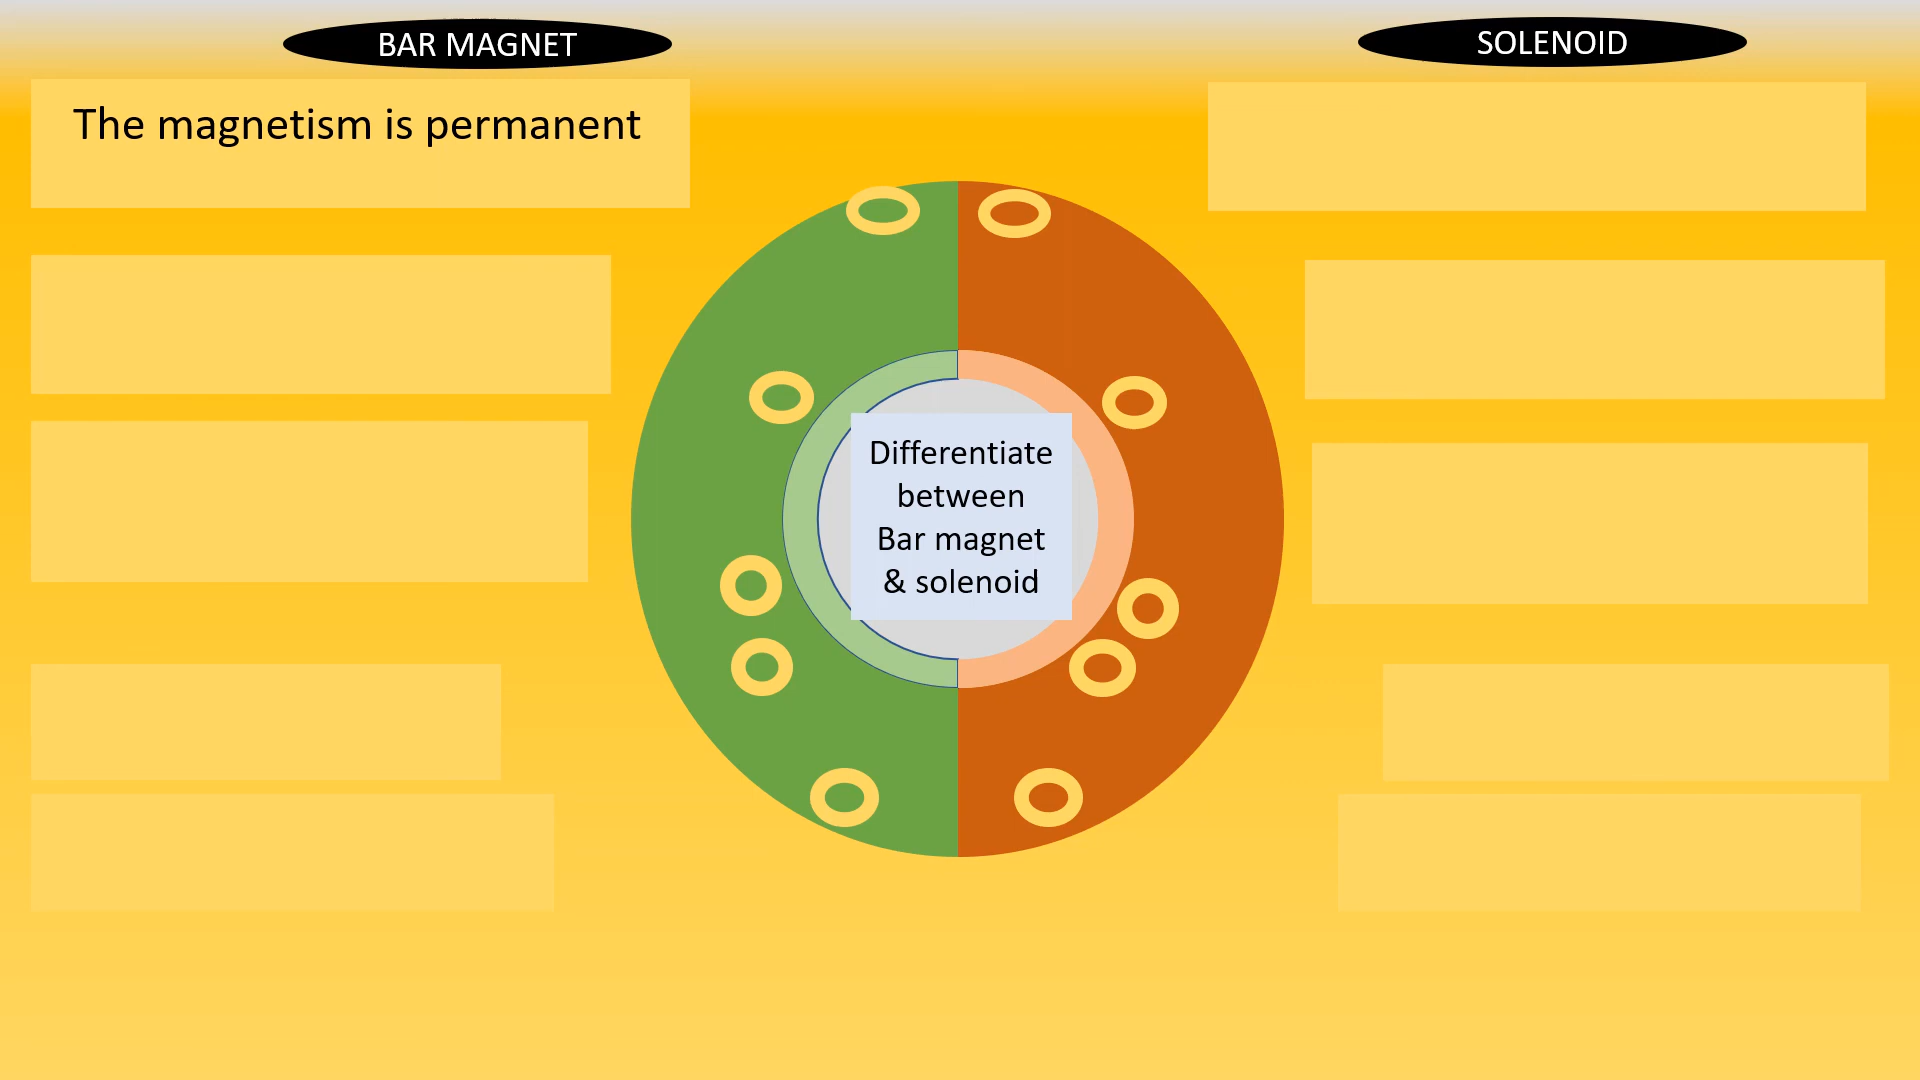 BAR MAGNET
SOLENOID
The magnetism is permanent
Differentiate
between
Bar magnet
& solenoid